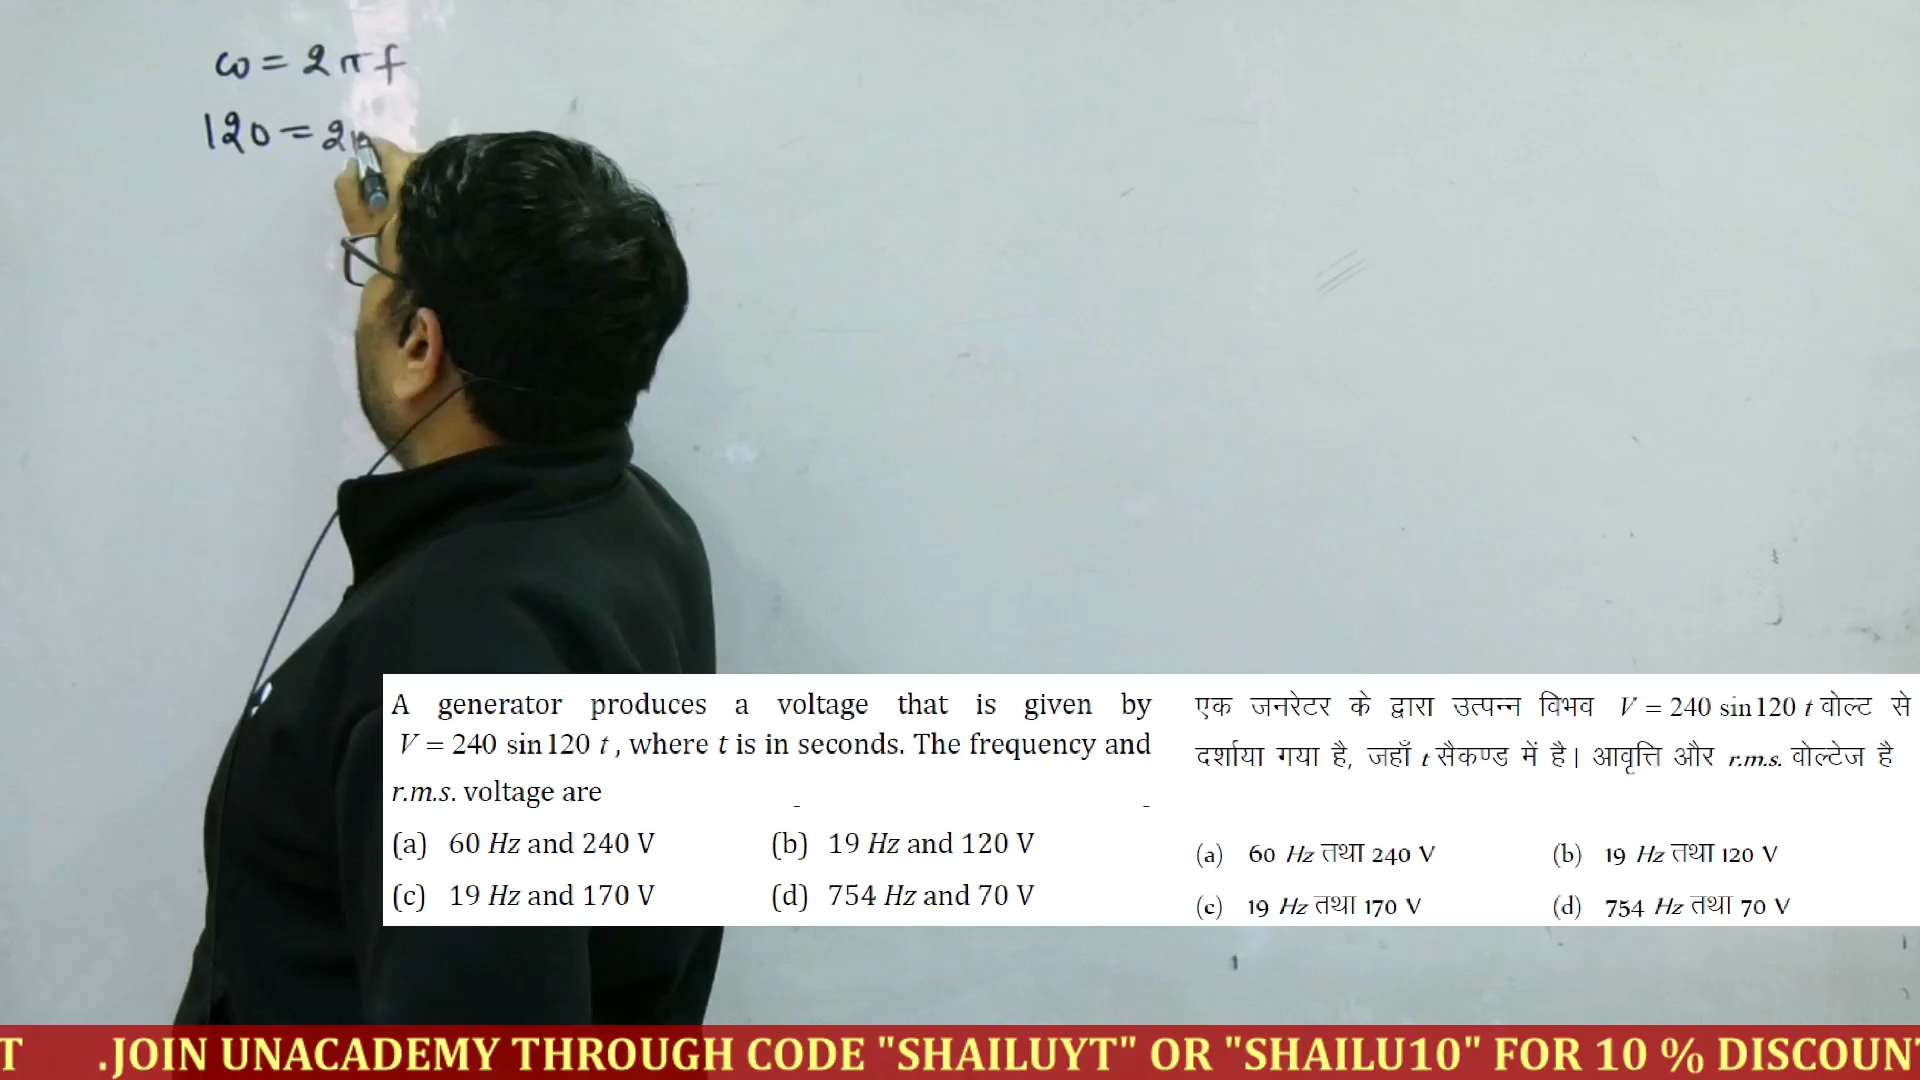 ω = 2πf
120 = 2π
A generator produces a voltage that is given by
V = 240 sin 120 t, where t is in seconds. The frequency and
r.m.s. voltage are
(a) 60 Hz and 240 V (b) 19 Hz and 120 V
(c) 19 Hz and 170 V (d) 754 Hz and 70 V
एक जनरेटर के द्वारा उत्पन्न विभव V = 240 sin 120 t वोल्ट से
दर्शाया गया है, जहाँ t सैकण्ड में है। आवृत्ति और r.m.s. वोल्टेज है
(a) 60 Hz तथा 240 V (b) 19 Hz तथा 120 V
(c) 19 Hz तथा 170 V (d) 754 Hz तथा 70 V
T .JOIN UNACADEMY THROUGH CODE "SHAILUYT" OR "SHAILU10" FOR 10 % DISCOUN